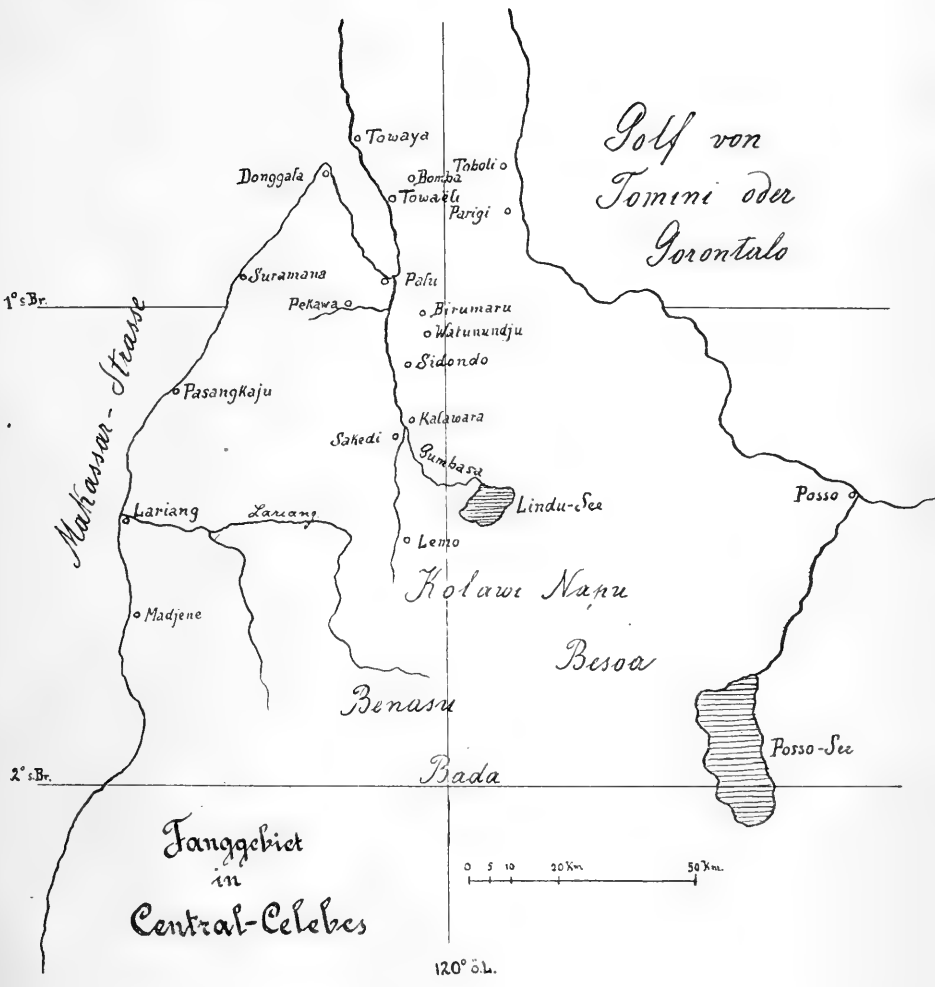 Golf von
Tomini oder
Gorontalo
Towaya
Toboli
Donggala
Bomba
Towaëli
Parigi
Suramana
Palu
1° s Br.
Pekawa
Birumaru
Watunundju
Makassar-Strasse
Sidondo
Pasangkaju
Kalawara
Sakedi
Gumbasa
Posso
Lindu-See
Lariang
Lariang
Lemo
Kolawi Napu
Madjene
Besoa
Benasu
Posso-See
Bada
2° s.Br.
Fanggebiet
in
Central-Celebes
0 5 10 20 Km 50 Km.
120° ö.L.